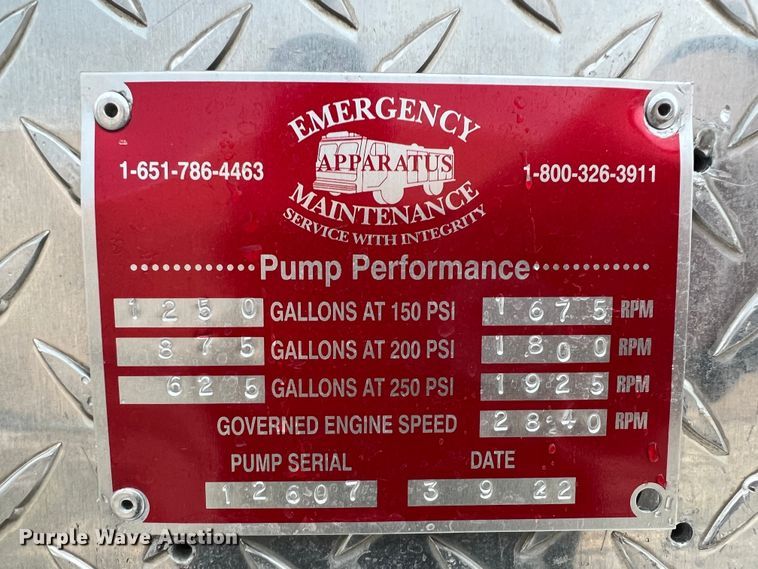 EMERGENCY
APPARATUS
MAINTENANCE
SERVICE WITH INTEGRITY
1-651-786-4463 1-800-326-3911
Pump Performance
1250 GALLONS AT 150 PSI 1675 RPM
875 GALLONS AT 200 PSI 1800 RPM
625 GALLONS AT 250 PSI 1925 RPM
GOVERNED ENGINE SPEED 2840 RPM
PUMP SERIAL DATE
12607 3 9 22
Purple Wave Auction